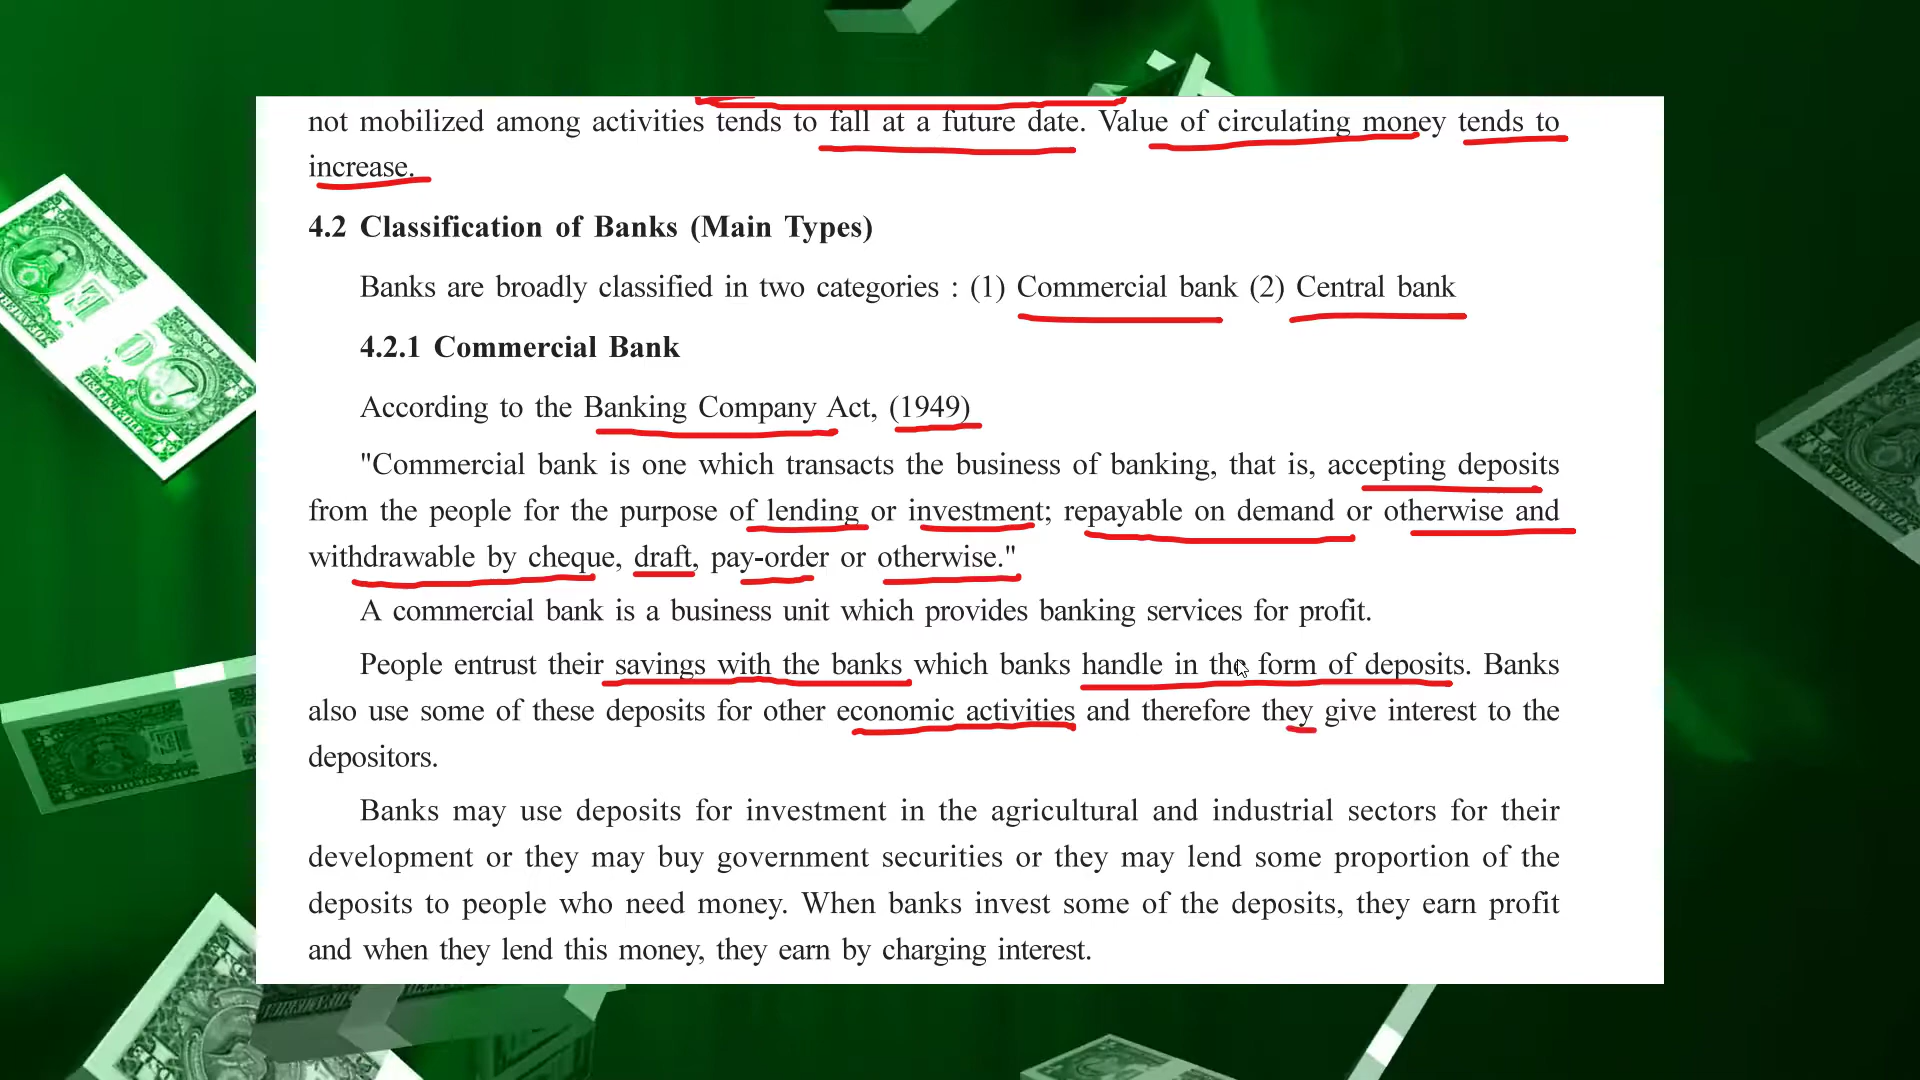 not mobilized among activities tends to fall at a future date. Value of circulating money tends to
increase.
4.2 Classification of Banks (Main Types)
Banks are broadly classified in two categories : (1) Commercial bank (2) Central bank
4.2.1 Commercial Bank
According to the Banking Company Act, (1949)
"Commercial bank is one which transacts the business of banking, that is, accepting deposits
from the people for the purpose of lending or investment; repayable on demand or otherwise and
withdrawable by cheque, draft, pay-order or otherwise."
A commercial bank is a business unit which provides banking services for profit.
People entrust their savings with the banks which banks handle in the form of deposits. Banks
also use some of these deposits for other economic activities and therefore they give interest to the
depositors.
Banks may use deposits for investment in the agricultural and industrial sectors for their
development or they may buy government securities or they may lend some proportion of the
deposits to people who need money. When banks invest some of the deposits, they earn profit
and when they lend this money, they earn by charging interest.